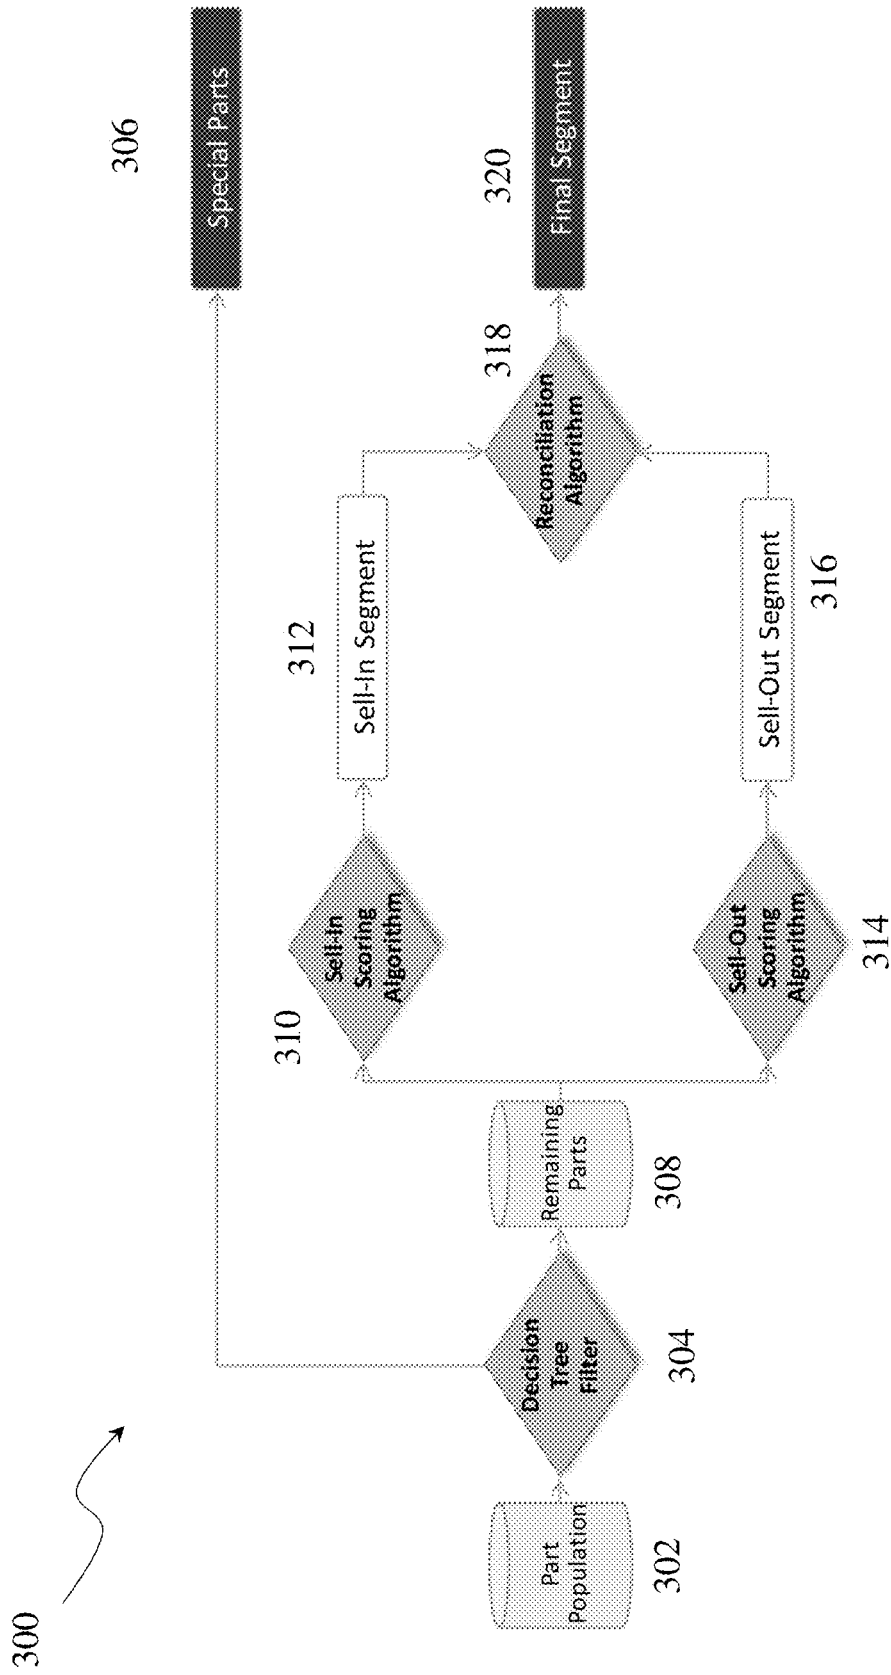 300
Part
Population
302
Decision
Tree
Filter
304
Special Parts
306
Remaining
Parts
308
310
Sell-In
Scoring
Algorithm
312
Sell-In Segment
Sell-Out
Scoring
Algorithm
314
Sell-Out Segment
316
318
Reconciliation
Algorithm
320
Final Segment